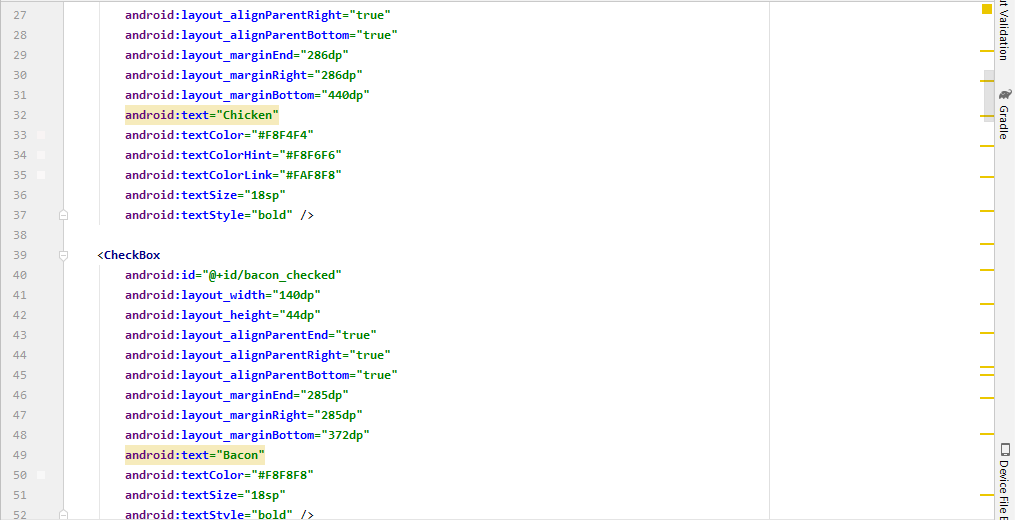 27 android:layout_alignParentRight="true"
28 android:layout_alignParentBottom="true"
29 android:layout_marginEnd="286dp"
30 android:layout_marginRight="286dp"
31 android:layout_marginBottom="440dp"
32 android:text="Chicken"
33 android:textColor="#F8F4F4"
34 android:textColorHint="#F8F6F6"
35 android:textColorLink="#FAF8F8"
36 android:textSize="18sp"
37 android:textStyle="bold" />
38
39 <CheckBox
40 android:id="@+id/bacon_checked"
41 android:layout_width="140dp"
42 android:layout_height="44dp"
43 android:layout_alignParentEnd="true"
44 android:layout_alignParentRight="true"
45 android:layout_alignParentBottom="true"
46 android:layout_marginEnd="285dp"
47 android:layout_marginRight="285dp"
48 android:layout_marginBottom="372dp"
49 android:text="Bacon"
50 android:textColor="#F8F8F8"
51 android:textSize="18sp"
52 android:textStyle="bold" />
Validation
Gradle
Device File